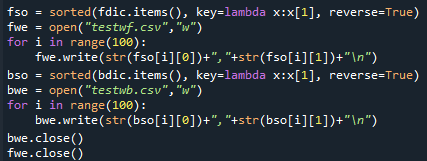 fso = sorted(fdic.items(), key=lambda x:x[1], reverse=True)
fwe = open("testwf.csv","w")
for i in range(100):
    fwe.write(str(fso[i][0])+","+str(fso[i][1])+"\n")
bso = sorted(bdic.items(), key=lambda x:x[1], reverse=True)
bwe = open("testwb.csv","w")
for i in range(100):
    bwe.write(str(bso[i][0])+","+str(bso[i][1])+"\n")
bwe.close()
fwe.close()